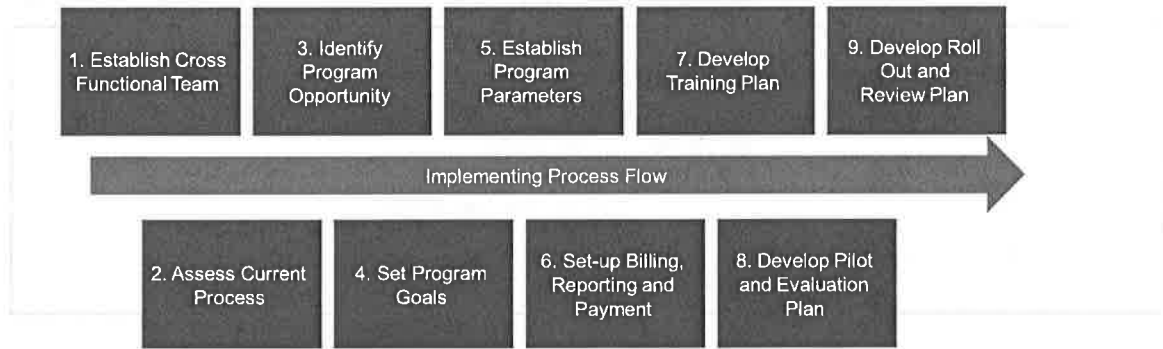 1. Establish Cross
Functional Team
3. Identify
Program
Opportunity
5. Establish
Program
Parameters
7. Develop
Training Plan
9. Develop Roll
Out and
Review Plan
Implementing Process Flow
2. Assess Current
Process
4. Set Program
Goals
6. Set-up Billing,
Reporting and
Payment
8. Develop Pilot
and Evaluation
Plan